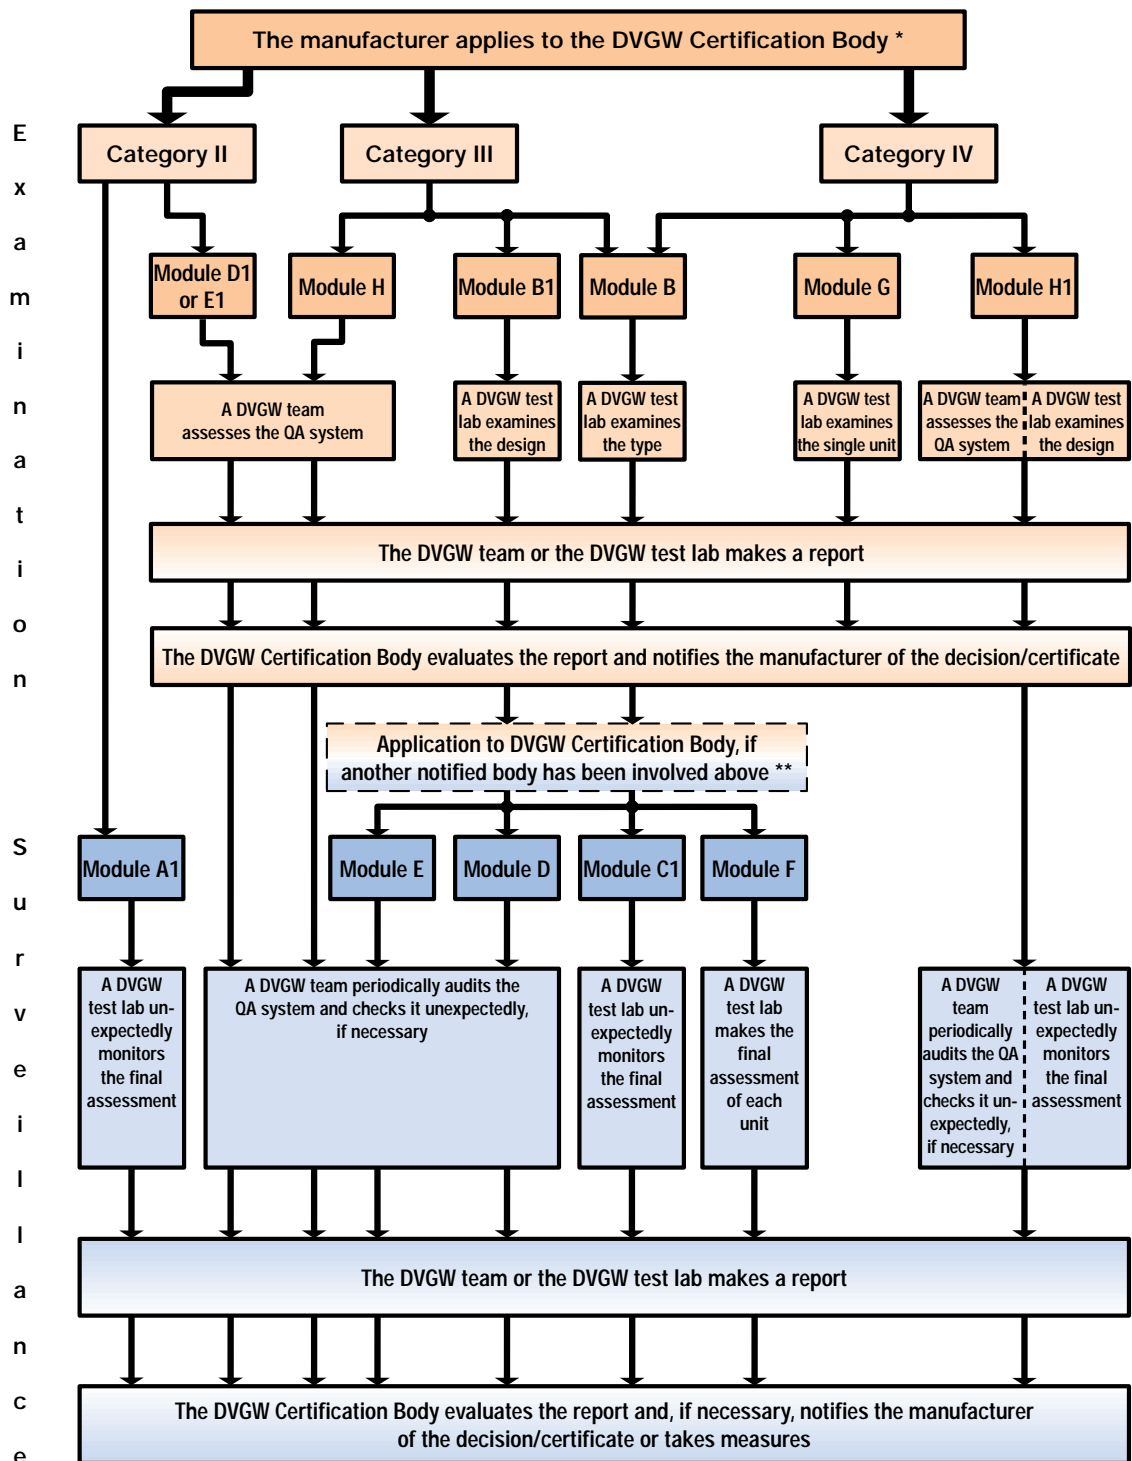 The manufacturer applies to the DVGW Certification Body *
Examination
Category II
Category III
Category IV
Module D1
or E1
Module H
Module B1
Module B
Module G
Module H1
A DVGW team
assesses the QA system
A DVGW test
lab examines
the design
A DVGW test
lab examines
the type
A DVGW test
lab examines
the single unit
A DVGW team
assesses the
QA system
A DVGW test
lab examines
the design
The DVGW team or the DVGW test lab makes a report
The DVGW Certification Body evaluates the report and notifies the manufacturer of the decision/certificate
Application to DVGW Certification Body, if
another notified body has been involved above **
Surveillance
Module A1
Module E
Module D
Module C1
Module F
A DVGW
test lab un-
expectedly
monitors
the final
assessment
A DVGW team periodically audits the
QA system and checks it unexpectedly,
if necessary
A DVGW
test lab un-
expectedly
monitors
the final
assessment
A DVGW
test lab
makes the
final
assessment
of each
unit
A DVGW
team
periodically
audits the QA
system and
checks it un-
expectedly,
if necessary
A DVGW
test lab un-
expectedly
monitors
the final
assessment
The DVGW team or the DVGW test lab makes a report
The DVGW Certification Body evaluates the report and, if necessary, notifies the manufacturer
of the decision/certificate or takes measures